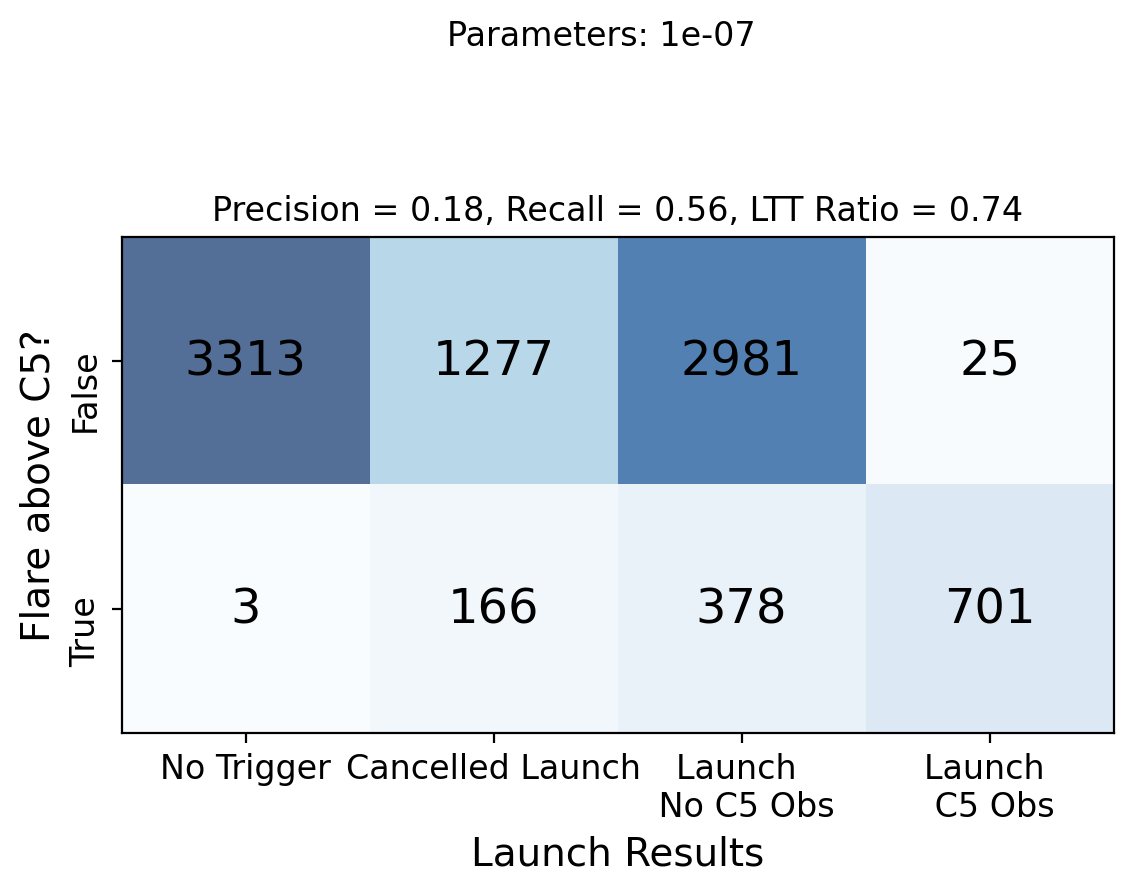 Parameters: 1e-07
Precision = 0.18, Recall = 0.56, LTT Ratio = 0.74
Flare above C5?
False
3313 1277 2981 25
True
3 166 378 701
No Trigger Cancelled Launch Launch Launch
No C5 Obs C5 Obs
Launch Results